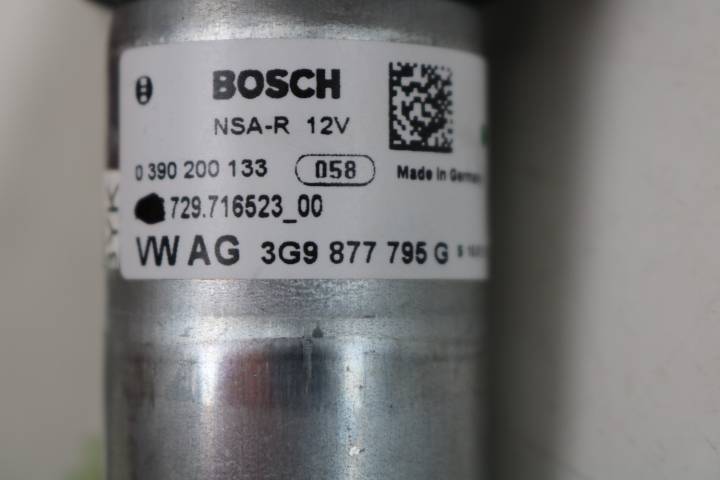 BOSCH
NSA-R 12V
0 390 200 133 058 Made in Germany
729.716523_00
VW AG 3G9 877 795 G